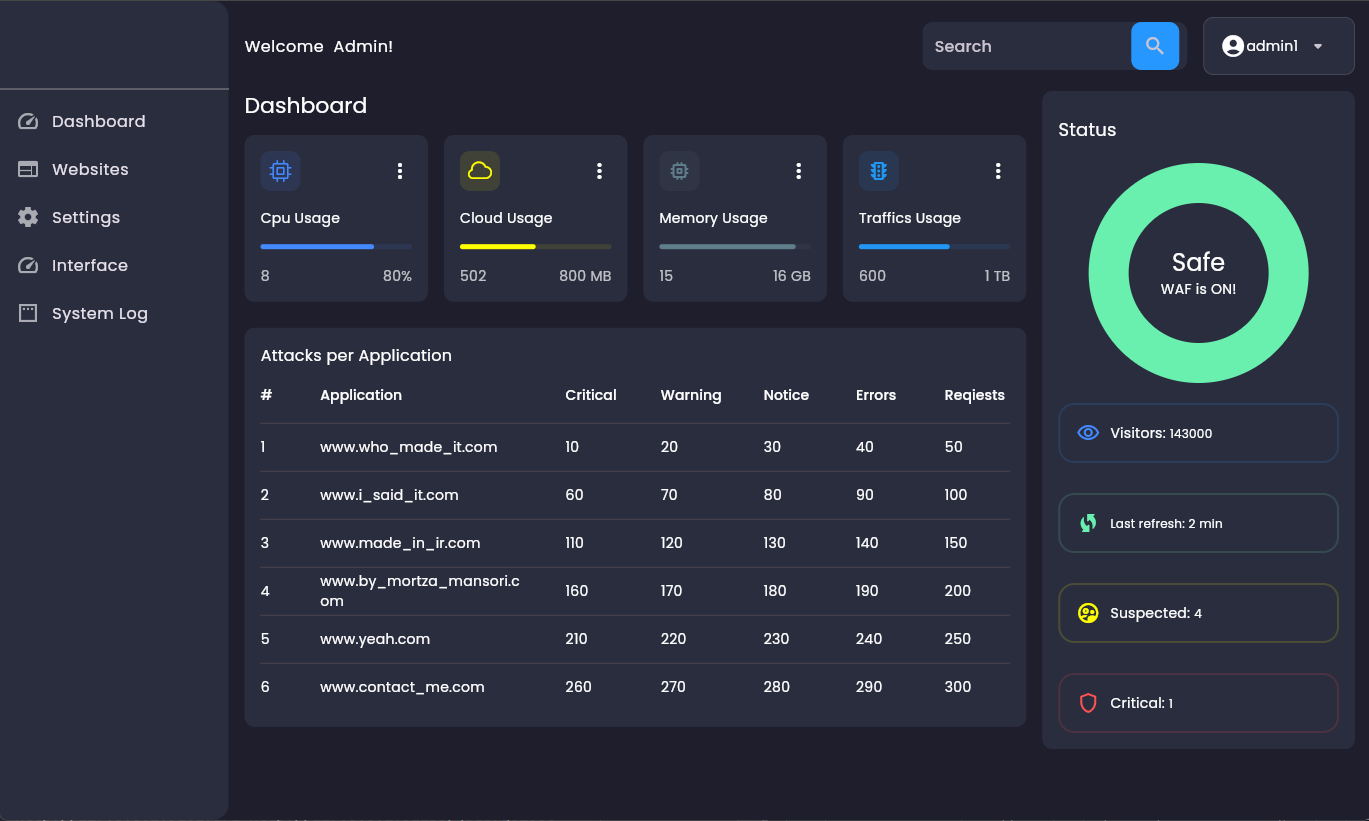 Welcome Admin!
Search
admin1
Dashboard
Websites
Settings
Interface
System Log
Dashboard
Cpu Usage
8 80%
Cloud Usage
502 800 MB
Memory Usage
15 16 GB
Traffics Usage
600 1 TB
Attacks per Application
# Application Critical Warning Notice Errors Reqiests
1 www.who_made_it.com 10 20 30 40 50
2 www.i_said_it.com 60 70 80 90 100
3 www.made_in_ir.com 110 120 130 140 150
4 www.by_mortza_mansori.c 160 170 180 190 200
om
5 www.yeah.com 210 220 230 240 250
6 www.contact_me.com 260 270 280 290 300
Status
Safe
WAF is ON!
Visitors: 143000
Last refresh: 2 min
Suspected: 4
Critical: 1